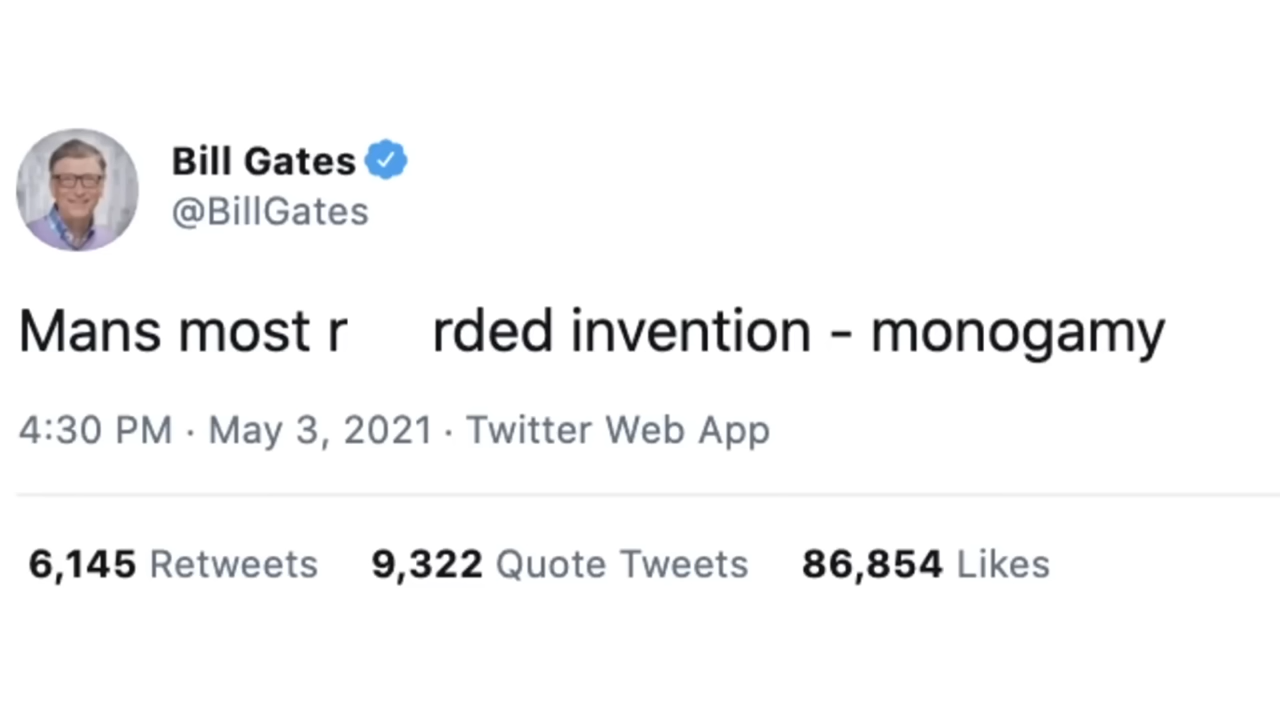 Bill Gates
@BillGates
Mans most r rded invention - monogamy
4:30 PM · May 3, 2021 · Twitter Web App
6,145 Retweets 9,322 Quote Tweets 86,854 Likes